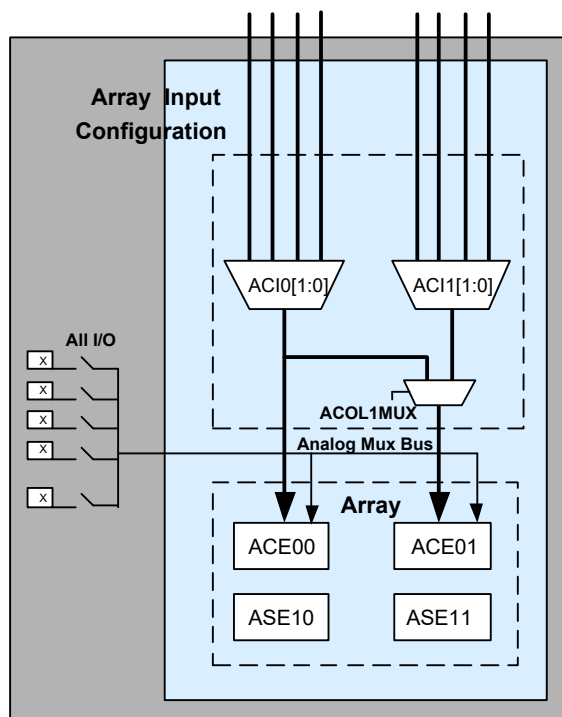 Array Input
Configuration
ACI0[1:0]
ACI1[1:0]
All I/O
X
X
X
X
X
ACOL1MUX
Analog Mux Bus
Array
ACE00
ACE01
ASE10
ASE11